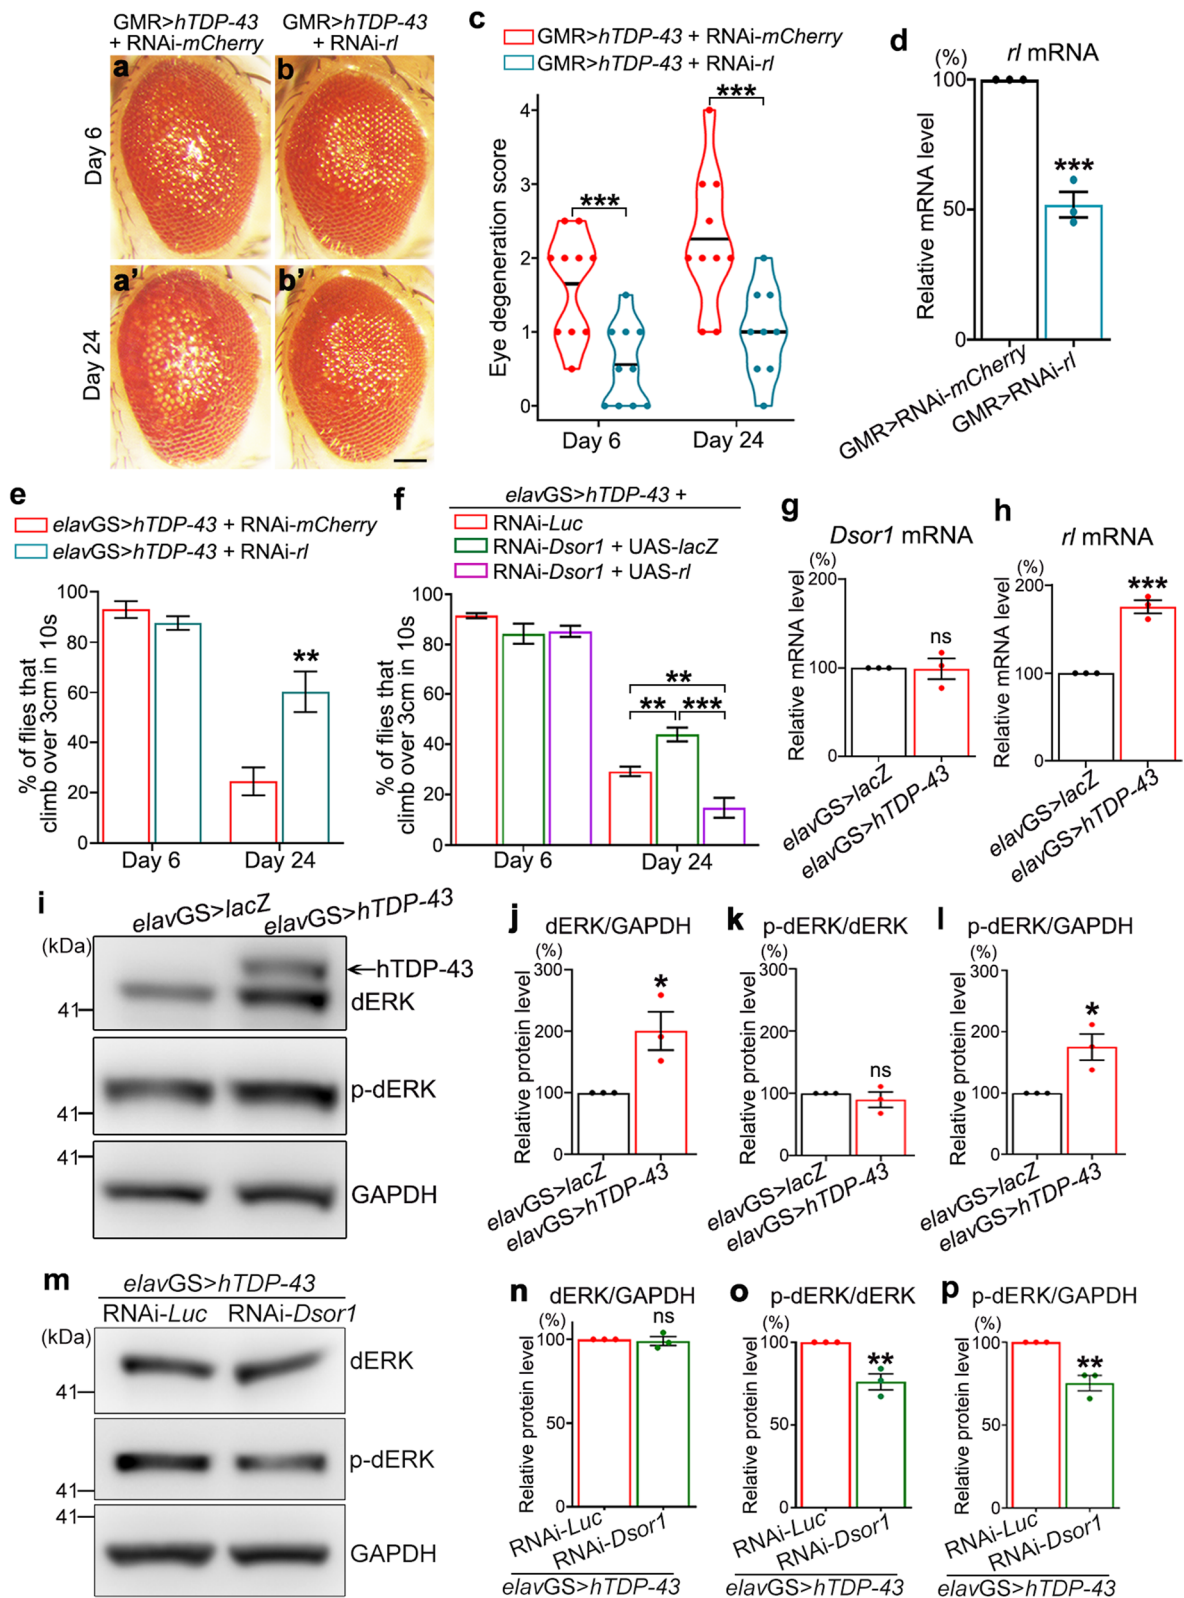 GMR>hTDP-43
+ RNAi-mCherry
GMR>hTDP-43
+ RNAi-rl
a
b
Day 6
a’
b’
Day 24
c
GMR>hTDP-43 + RNAi-mCherry
GMR>hTDP-43 + RNAi-rl
Eye degeneration score
4
3
2
1
0
***
***
Day 6
Day 24
d
rl mRNA
(%)
Relative mRNA level
100
50
0
***
GMR>RNAi-mCherry
GMR>RNAi-rl
e
elavGS>hTDP-43 + RNAi-mCherry
elavGS>hTDP-43 + RNAi-rl
% of flies that
climb over 3cm in 10s
100
80
60
40
20
0
**
Day 6
Day 24
f
elavGS>hTDP-43 +
RNAi-Luc
RNAi-Dsor1 + UAS-lacZ
RNAi-Dsor1 + UAS-rl
% of flies that
climb over 3cm in 10s
100
80
60
40
20
0
**
**
***
Day 6
Day 24
g
Dsor1 mRNA
(%)
Relative mRNA level
200
100
0
ns
elavGS>lacZ
elavGS>hTDP-43
h
rl mRNA
(%)
Relative mRNA level
200
100
0
***
elavGS>lacZ
elavGS>hTDP-43
i
elavGS>lacZ
elavGS>hTDP-43
(kDa)
hTDP-43
dERK
41
p-dERK
41
41
GAPDH
j
dERK/GAPDH
(%)
Relative protein level
300
200
100
0
*
elavGS>lacZ
elavGS>hTDP-43
k
p-dERK/dERK
(%)
Relative protein level
300
200
100
0
ns
elavGS>lacZ
elavGS>hTDP-43
l
p-dERK/GAPDH
(%)
Relative protein level
300
200
100
0
*
elavGS>lacZ
elavGS>hTDP-43
m
elavGS>hTDP-43
RNAi-Luc
RNAi-Dsor1
(kDa)
dERK
41
p-dERK
41
41
GAPDH
n
dERK/GAPDH
(%)
Relative protein level
100
50
0
ns
RNAi-Luc
RNAi-Dsor1
elavGS>hTDP-43
o
p-dERK/dERK
(%)
Relative protein level
100
50
0
**
RNAi-Luc
RNAi-Dsor1
elavGS>hTDP-43
p
p-dERK/GAPDH
(%)
Relative protein level
100
50
0
**
RNAi-Luc
RNAi-Dsor1
elavGS>hTDP-43